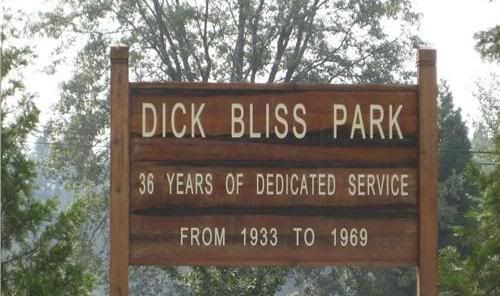 DICK BLISS PARK
36 YEARS OF DEDICATED SERVICE
FROM 1933 TO 1969